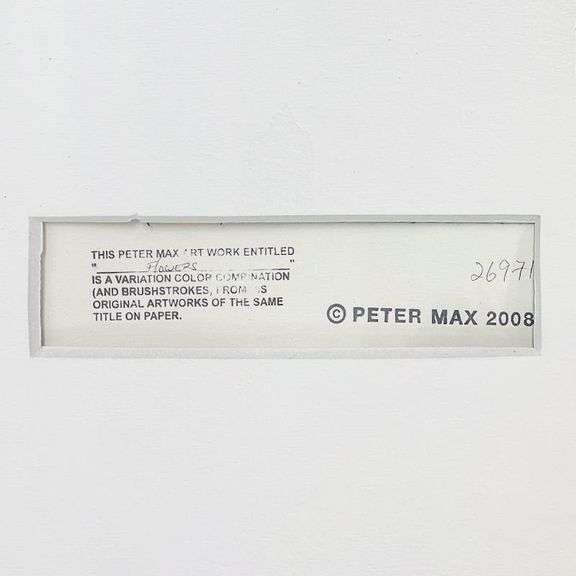 THIS PETER MAX ART WORK ENTITLED
" Flowers "
IS A VARIATION COLOR COMBINATION
(AND BRUSHSTROKES, FROM
ORIGINAL ARTWORKS OF THE SAME
TITLE ON PAPER.
26971
© PETER MAX 2008